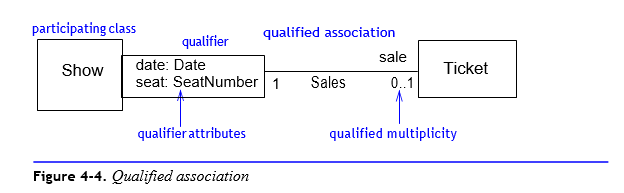 participating class
qualifier
qualified association
Show
date: Date
seat: SeatNumber
1
Sales
sale
0..1
Ticket
qualifier attributes
qualified multiplicity
Figure 4-4. Qualified association